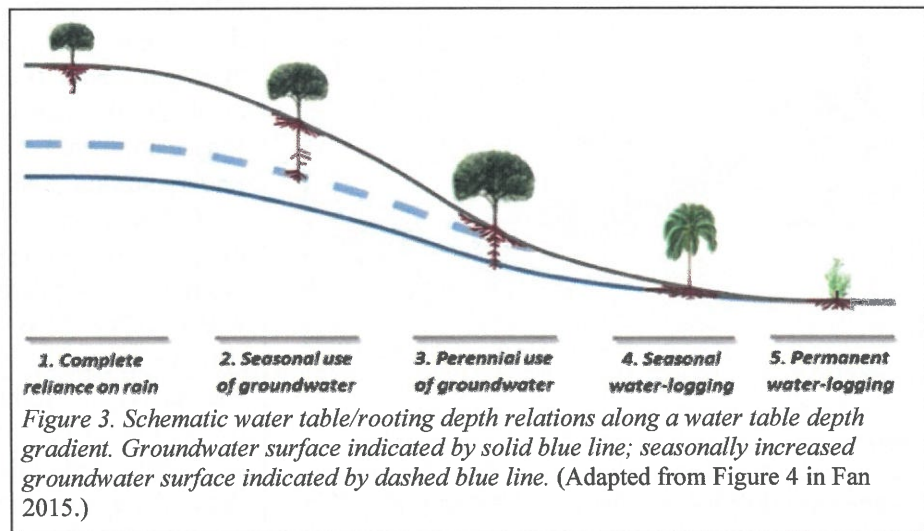 1. Complete
reliance on rain
2. Seasonal use
of groundwater
3. Perennial use
of groundwater
4. Seasonal
water-logging
5. Permanent
water-logging
Figure 3. Schematic water table/rooting depth relations along a water table depth
gradient. Groundwater surface indicated by solid blue line; seasonally increased
groundwater surface indicated by dashed blue line. (Adapted from Figure 4 in Fan
2015.)